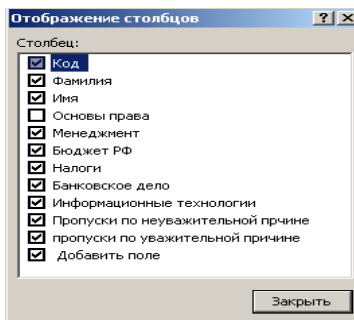 Отображение столбцов
Столбец:
Код
Фамилия
Имя
Основы права
Менеджмент
Бюджет РФ
Налоги
Банковское дело
Информационные технологии
Пропуски по неуважительной прчине
пропуски по уважительной причине
Добавить поле
Закрыть